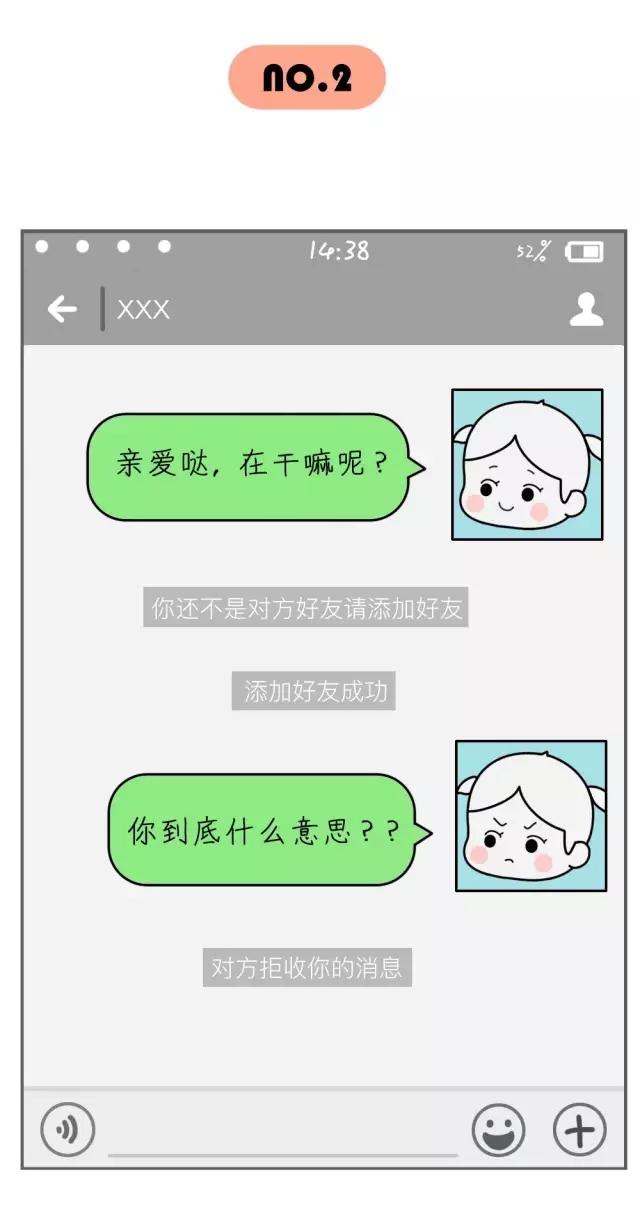 NO.2
14:38
52%
XXX
亲爱哒，在干嘛呢？
你还不是对方好友请添加好友
添加好友成功
你到底什么意思？？
对方拒收你的消息